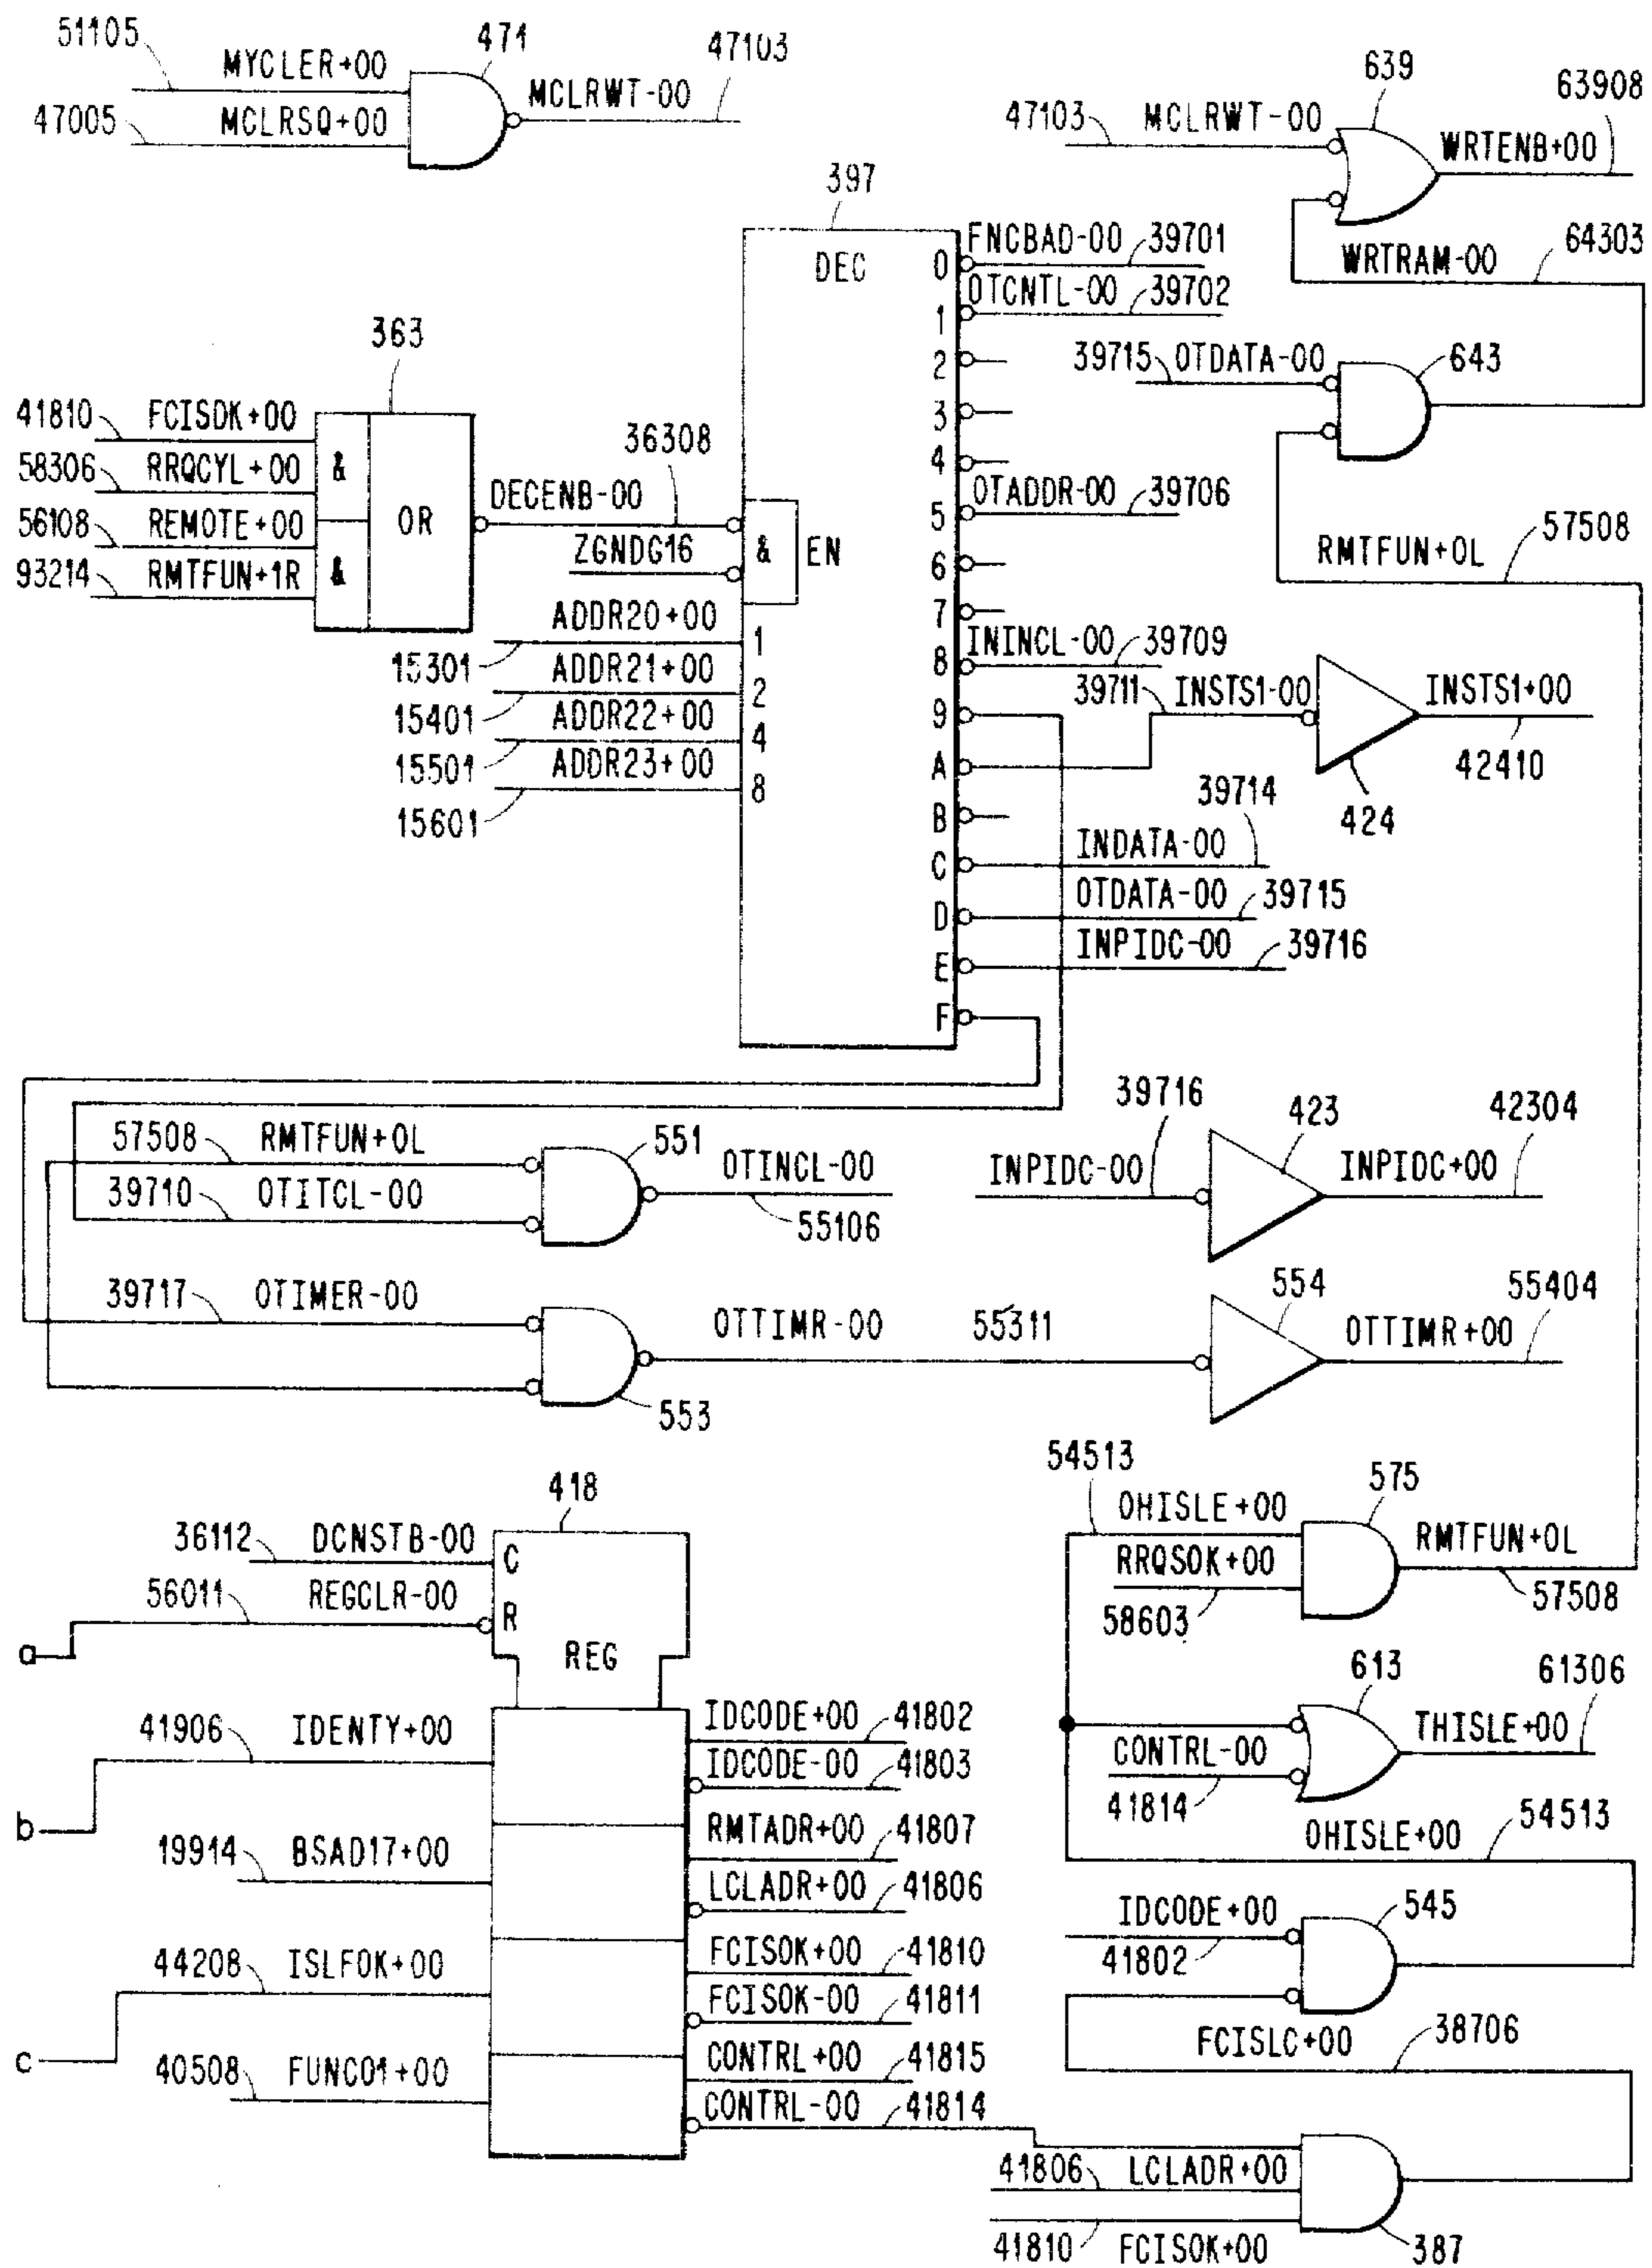 51105 MYCLER+00 471 47103
47005 MCLRSQ+00 MCLRWT-00
47103 MCLRWT-00 639 63908
WRTENB+00
WRTRAM-00 64303
39715 OTDATA-00 643
RMTFUN+0L 57508
397
DEC
0 FNCBAD-00 39701
1 OTCNTL-00 39702
2
3
4
5 OTADDR-00 39706
6
7
8 ININCL-00 39709
9
A 39711 INSTS1-00 INSTS1+00
424 42410
B
C INDATA-00 39714
D OTDATA-00 39715
E INPIDC-00 39716
F
363
41810 FCISOK+00
58306 RRQCYL+00
&
56108 REMOTE+00
93214 RMTFUN+1R
&
OR
DECENB-00 36308
ZGNDG16
& EN
ADDR20+00 1
15301
ADDR21+00 2
15401
ADDR22+00 4
15501
ADDR23+00 8
15601
57508 RMTFUN+0L 551
39710 OTITCL-00
OTINCL-00
55106
39716 423 42304
INPIDC-00 INPIDC+00
39717 OTIMER-00
OTTIMR-00 55311
553
554 55404
OTTIMR+00
418
36112 DCNSTB-00 C
56011 REGCLR-00 R
a
REG
41906 IDENTY+00
b
IDCODE+00 41802
IDCODE-00 41803
19914 BSAD17+00
RMTADR+00 41807
LCLADR+00 41806
44208 ISLFOK+00
c
FCISOK+00 41810
FCISOK-00 41811
40508 FUNC01+00
CONTRL+00 41815
CONTRL-00 41814
54513 575
OHISLE+00
RRQSOK+00
58603
RMTFUN+0L
57508
613 61306
THISLE+00
CONTRL-00
41814
OHISLE+00 54513
IDCODE+00 545
41802
FCISLC+00 38706
41806 LCLADR+00
41810 FCISOK+00 387